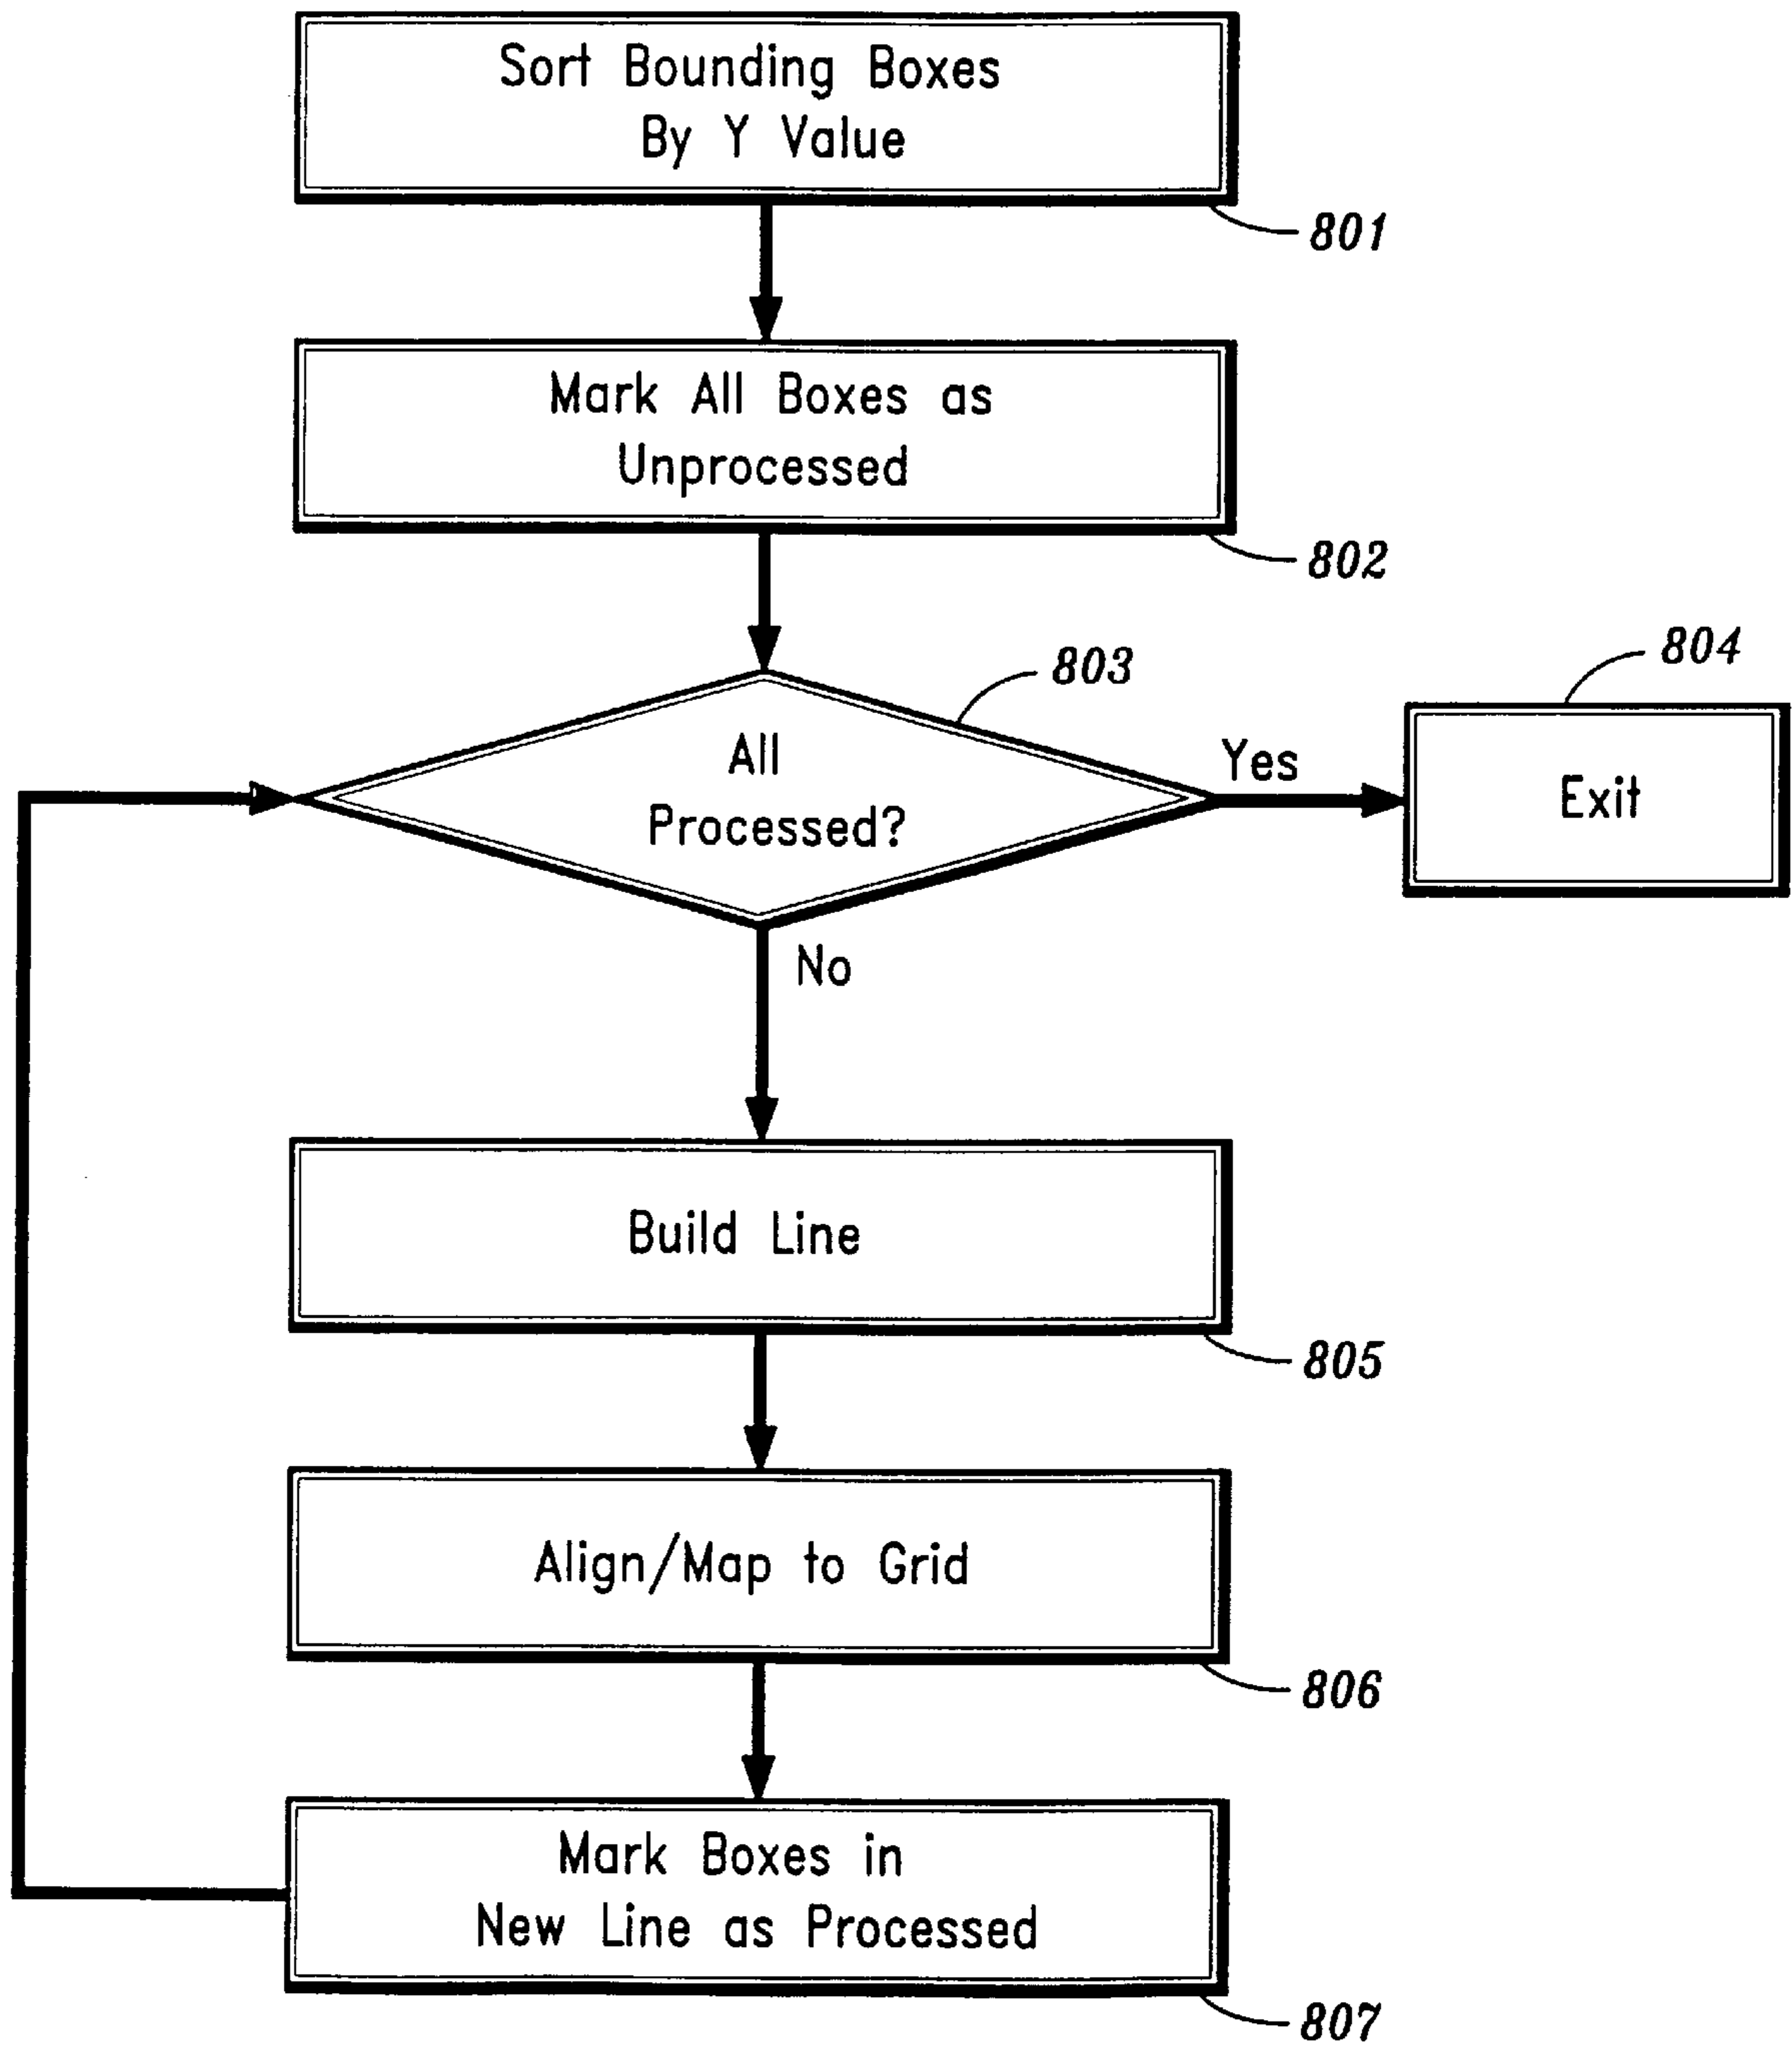 Sort Bounding Boxes
By Y Value
801
Mark All Boxes as
Unprocessed
802
803
804
All
Processed?
Yes
Exit
No
Build Line
805
Align/Map to Grid
806
Mark Boxes in
New Line as Processed
807